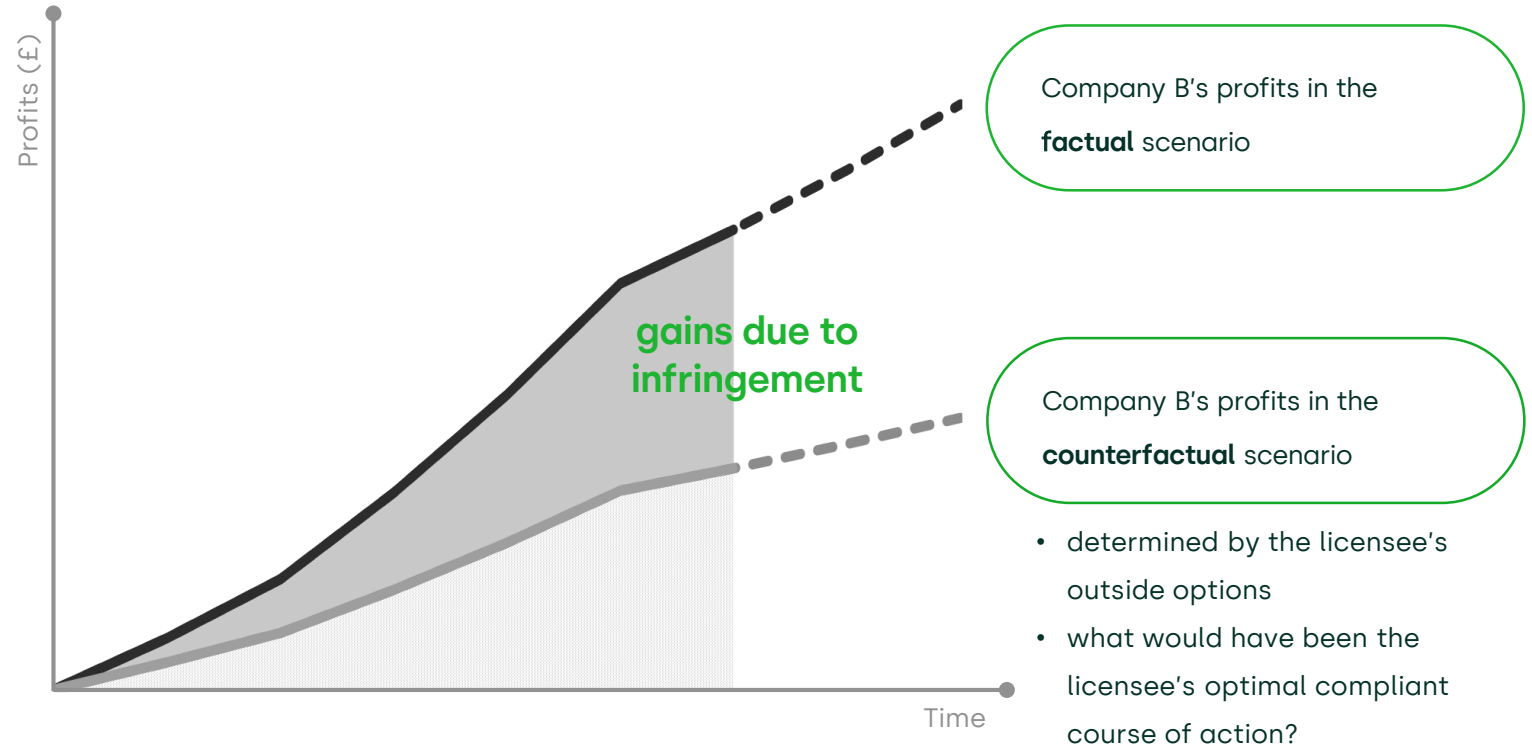 Profits (£)
Company B's profits in the
factual scenario
gains due to
infringement
Company B's profits in the
counterfactual scenario
• determined by the licensee's
outside options
• what would have been the
licensee's optimal compliant
course of action?
Time